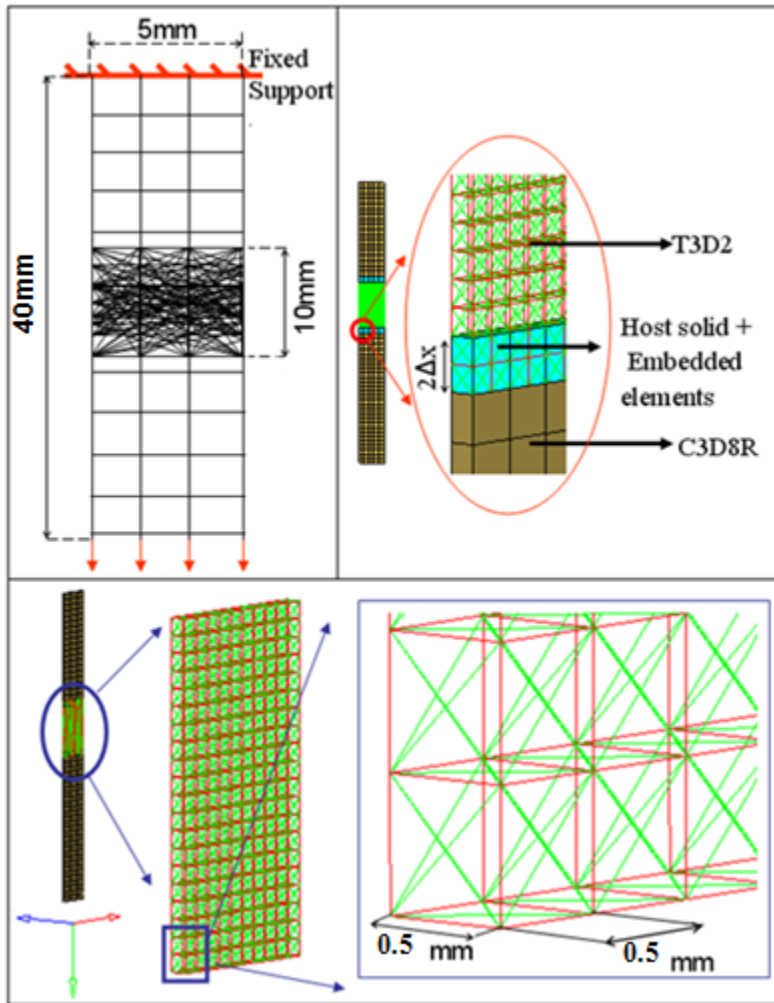 5mm
Fixed
Support
40mm
10mm
T3D2
Host solid +
Embedded
elements
2Δx
C3D8R
0.5 mm
0.5
mm